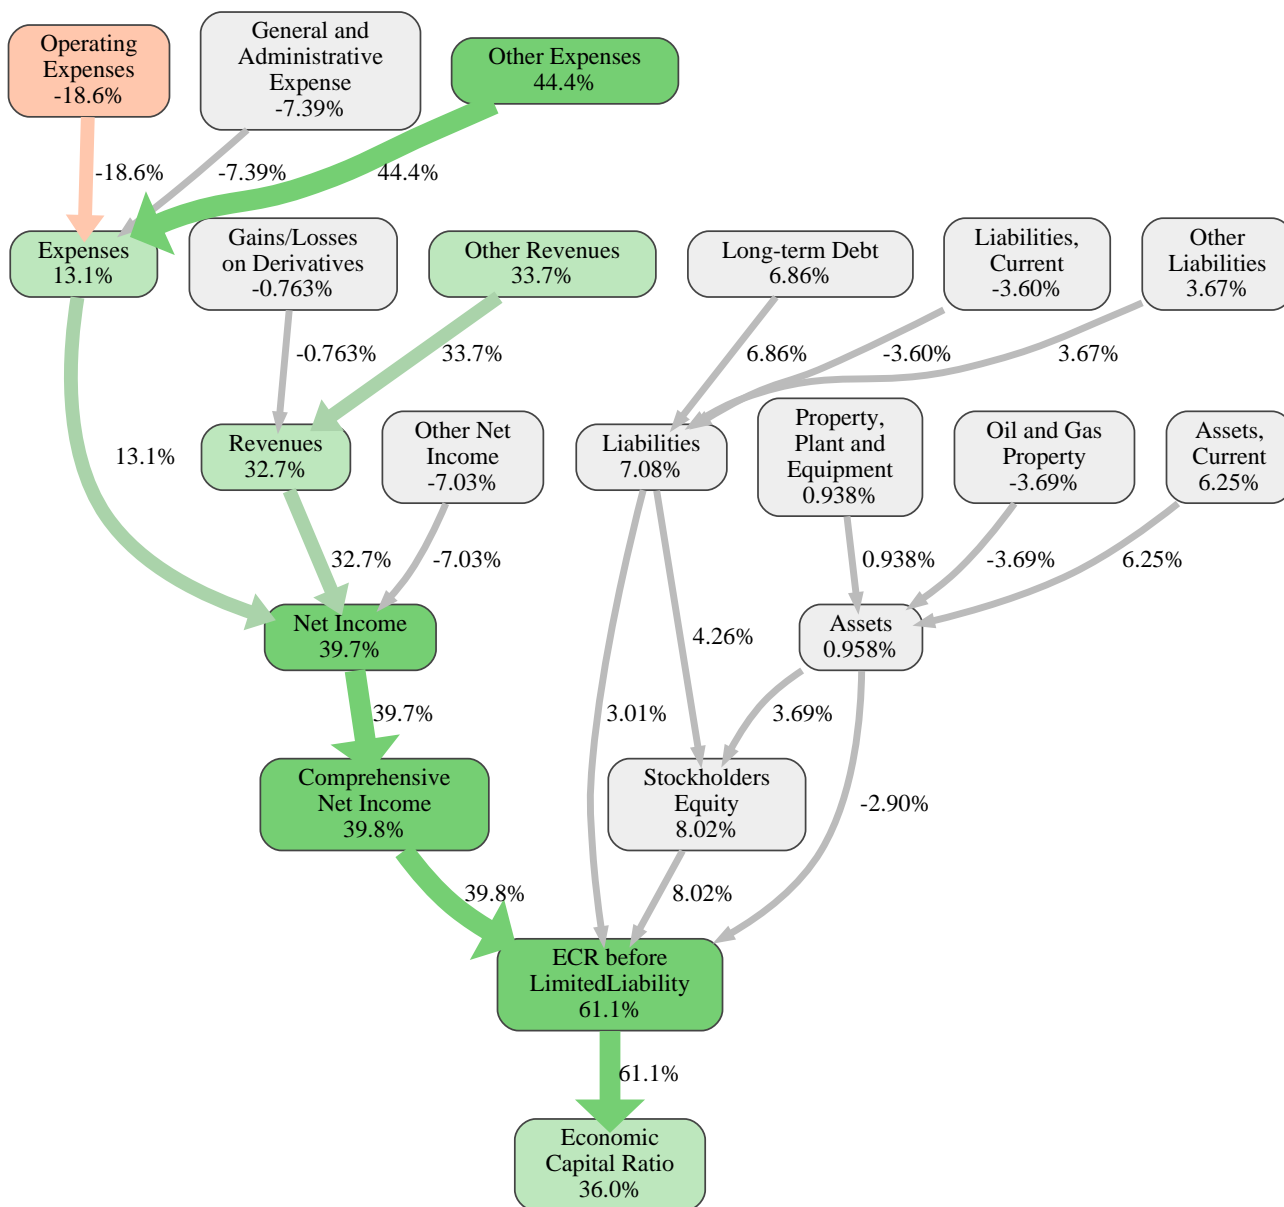 Operating
Expenses
-18.6%
General and
Administrative
Expense
-7.39%
Other Expenses
44.4%
-18.6%
-7.39%
44.4%
Expenses
13.1%
Gains/Losses
on Derivatives
-0.763%
Other Revenues
33.7%
Long-term Debt
6.86%
Liabilities,
Current
-3.60%
Other
Liabilities
3.67%
-0.763%
33.7%
6.86%
-3.60%
3.67%
13.1%
Revenues
32.7%
Other Net
Income
-7.03%
Liabilities
7.08%
Property,
Plant and
Equipment
0.938%
Oil and Gas
Property
-3.69%
Assets,
Current
6.25%
32.7%
-7.03%
0.938%
-3.69%
6.25%
Net Income
39.7%
4.26%
Assets
0.958%
39.7%
3.01%
3.69%
-2.90%
Comprehensive
Net Income
39.8%
Stockholders
Equity
8.02%
39.8%
8.02%
ECR before
LimitedLiability
61.1%
61.1%
Economic
Capital Ratio
36.0%